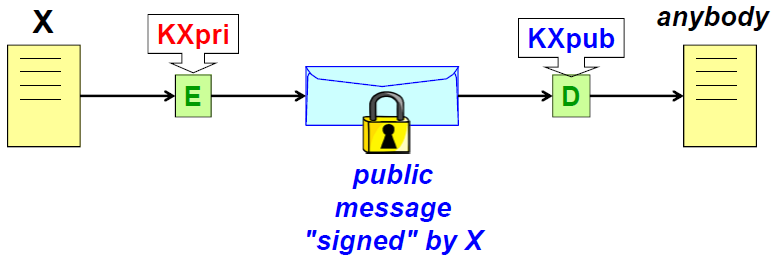 X
KXpri
E
KXpub
D
anybody
public
message
"signed" by X